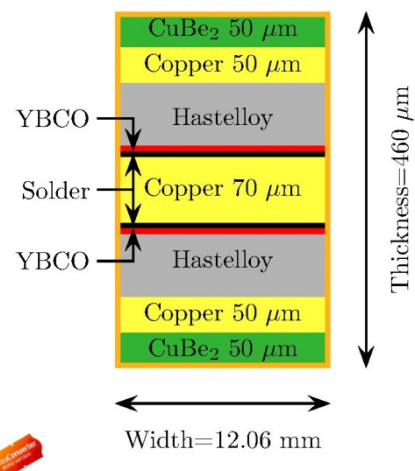 CuBe₂ 50 μm
Copper 50 μm
YBCO
Hastelloy
Solder
Copper 70 μm
YBCO
Hastelloy
Copper 50 μm
CuBe₂ 50 μm
Thickness=460 μm
Width=12.06 mm